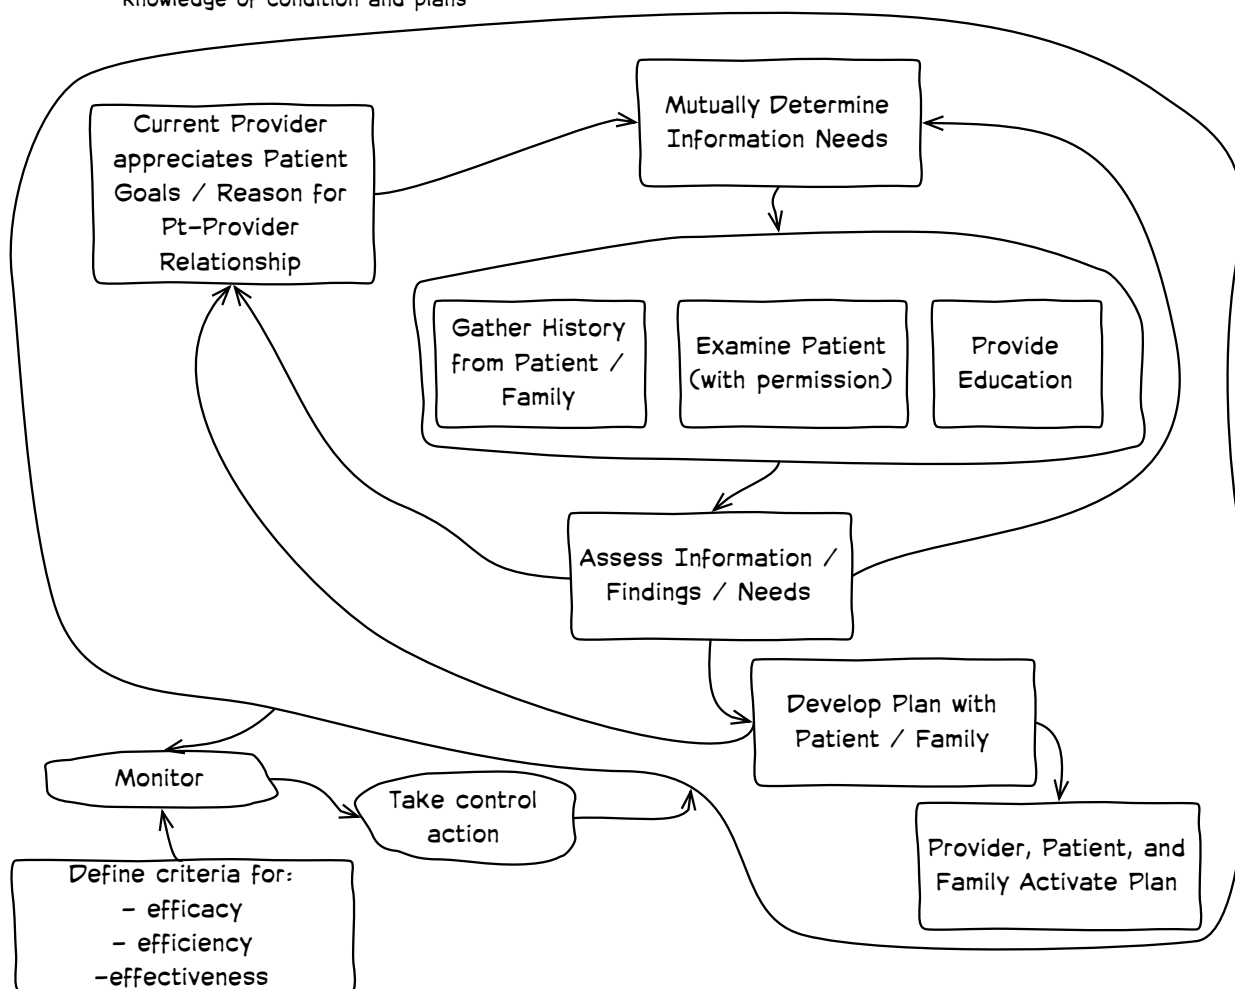 Knowledge of condition and plans
Current Provider
appreciates Patient
Goals / Reason for
Pt-Provider
Relationship
Mutually Determine
Information Needs
Gather History
from Patient /
Family
Examine Patient
(with permission)
Provide
Education
Assess Information /
Findings / Needs
Develop Plan with
Patient / Family
Provider, Patient, and
Family Activate Plan
Monitor
Take control
action
Define criteria for:
- efficacy
- efficiency
-effectiveness